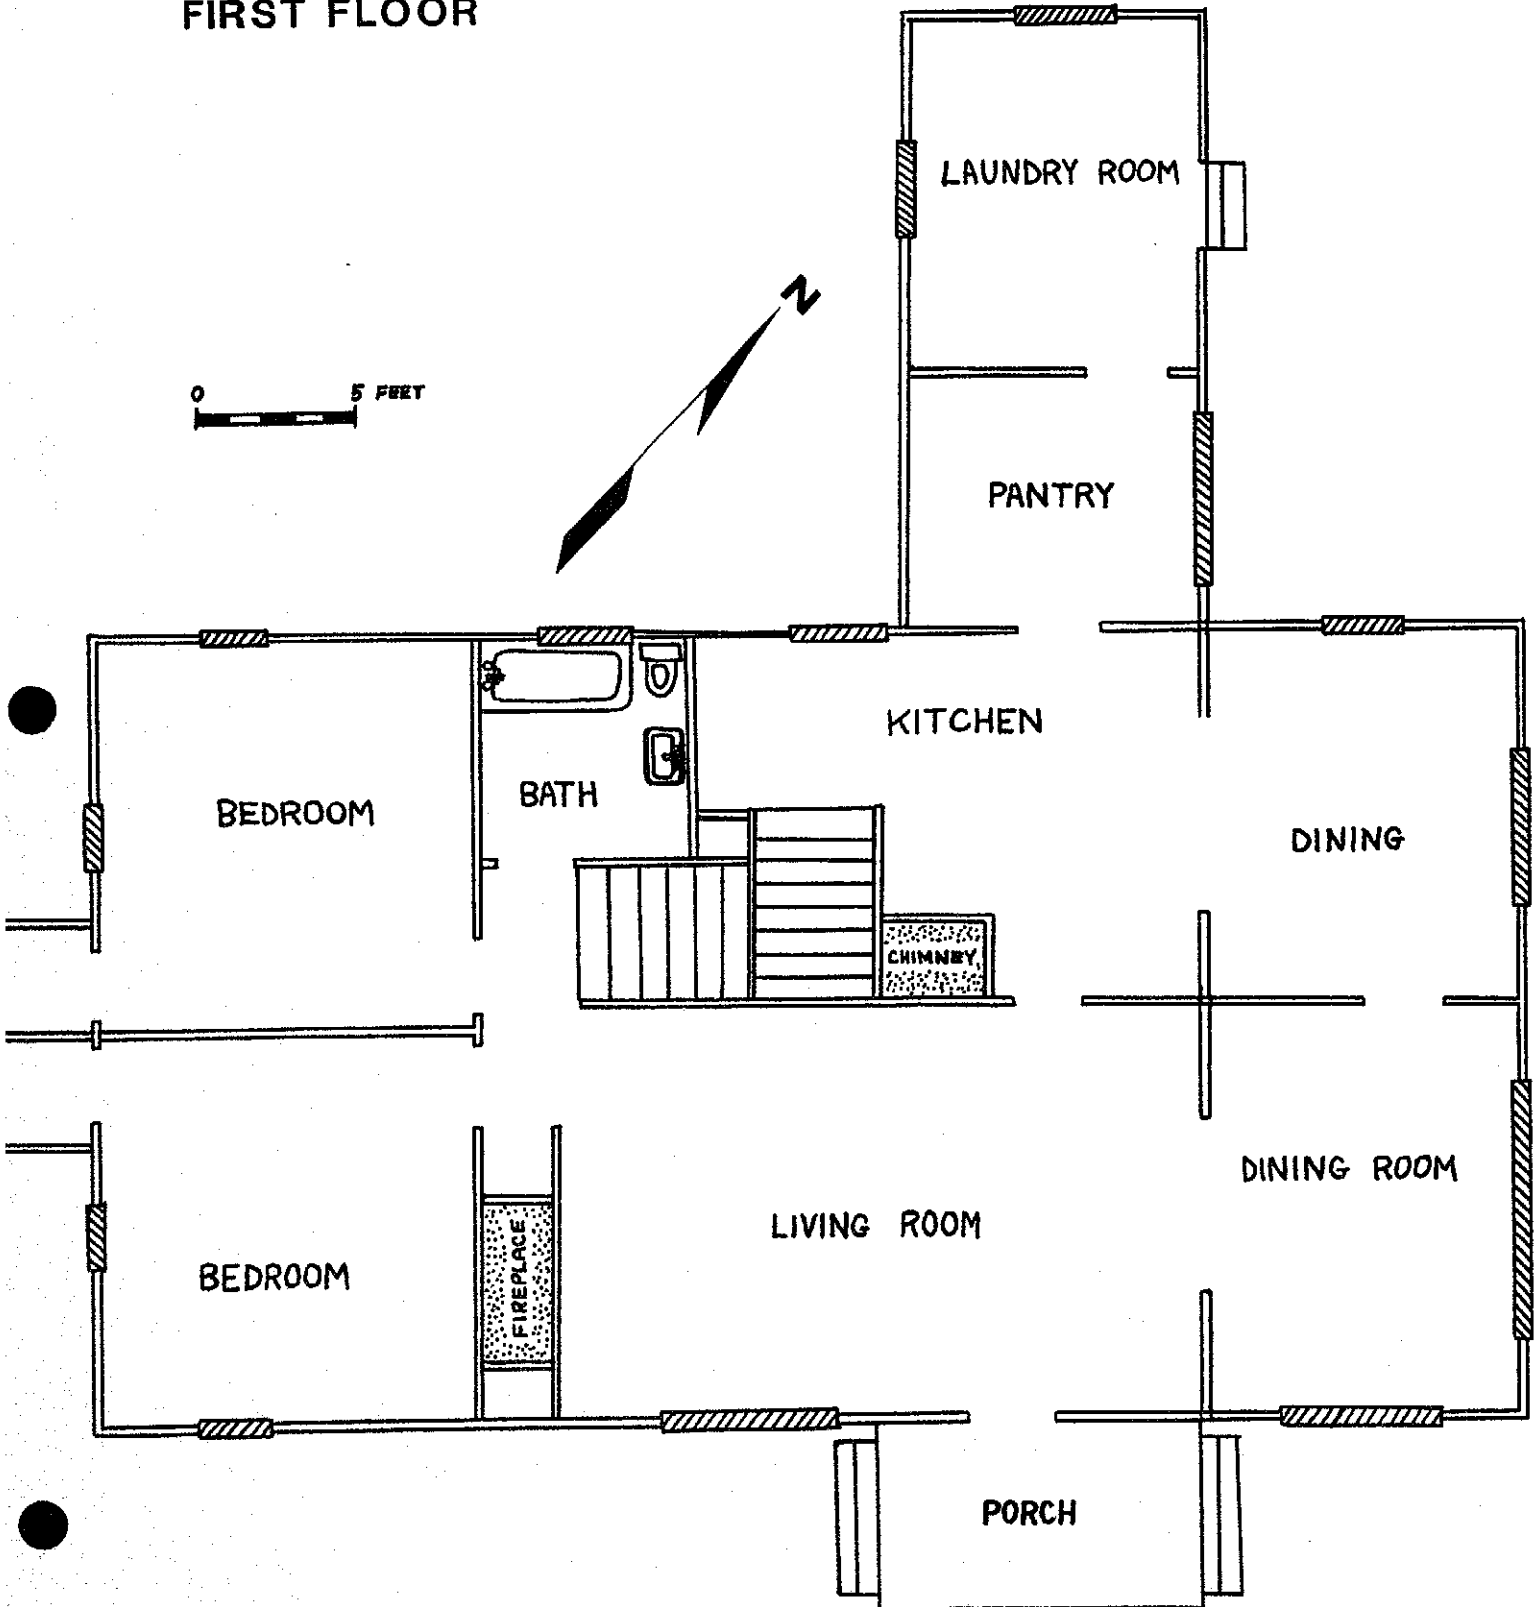 FIRST FLOOR
LAUNDRY ROOM
N
0 5 FEET
PANTRY
KITCHEN
BATH
BEDROOM
DINING
CHIMNEY
DINING ROOM
LIVING ROOM
FIREPLACE
BEDROOM
PORCH